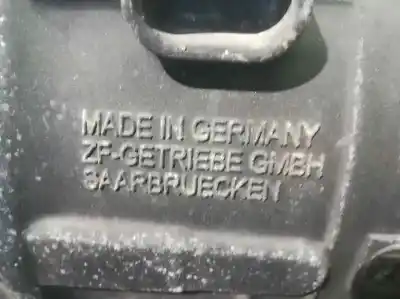 MADE IN GERMANY
ZF-GETRIEBE GMBH
SAARBRUECKEN